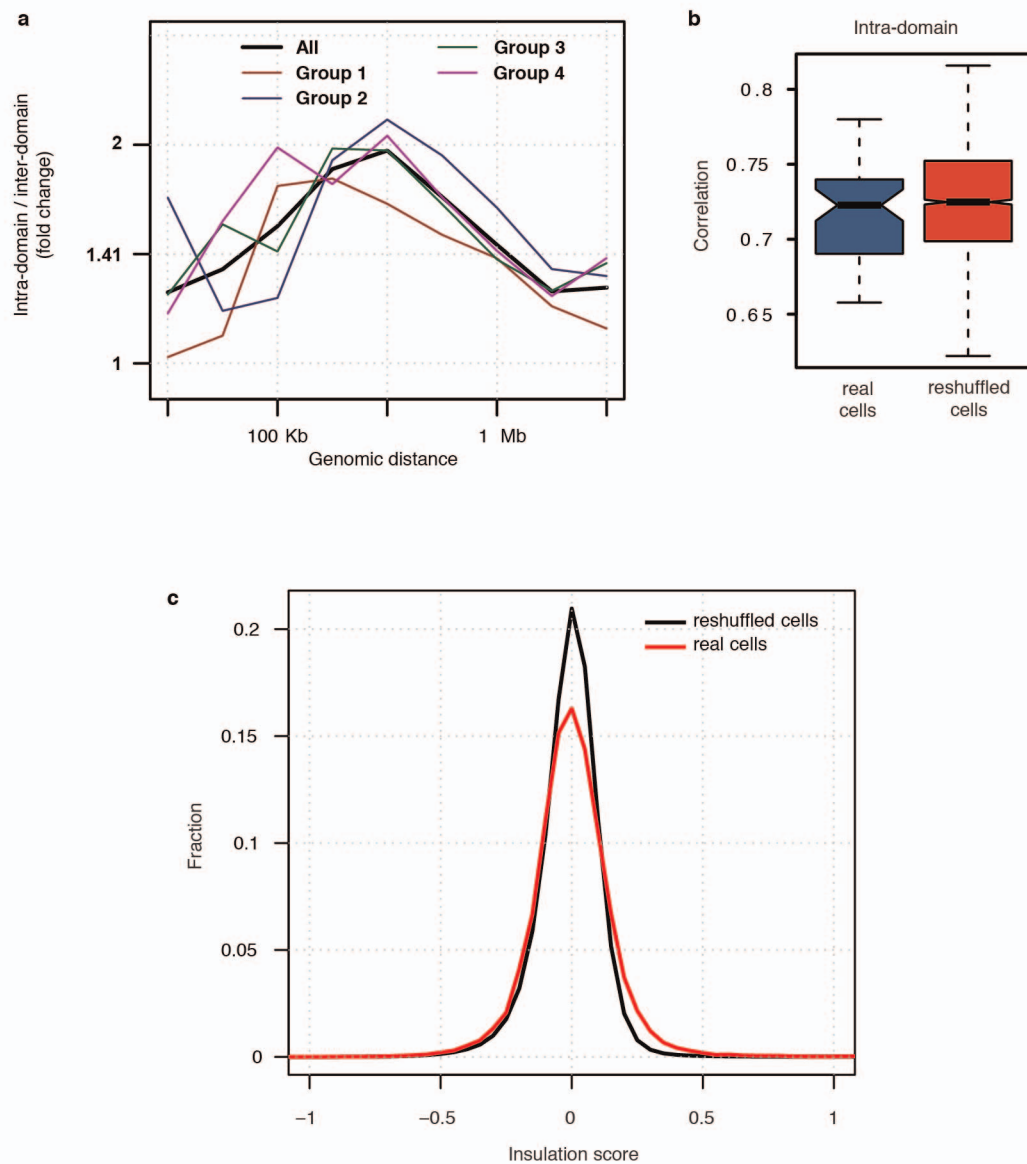 a
All
Group 1
Group 2
Group 3
Group 4
Intra-domain / inter-domain
(fold change)
2
1.41
1
100 Kb
1 Mb
Genomic distance
b
Intra-domain
Correlation
0.8
0.75
0.7
0.65
real
cells
reshuffled
cells
c
reshuffled cells
real cells
Fraction
0.2
0.15
0.1
0.05
0
−1
−0.5
0
0.5
1
Insulation score